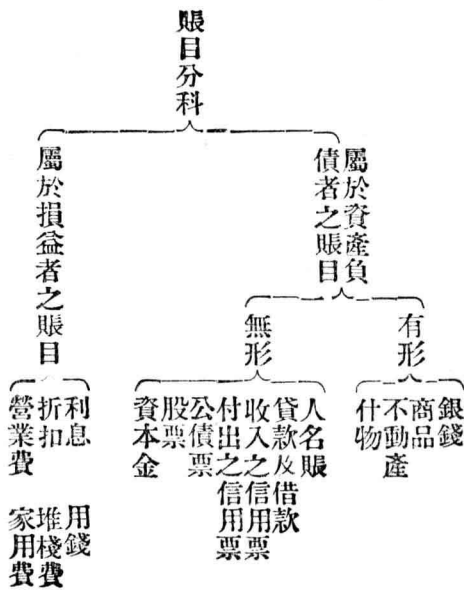 賬目分科
屬於資產負
債者之賬目
有形
銀錢
商品
不動產
什物
無形
人名賬
貸款及借款
收入之信用票
付出之信用票
公債票
股票
資本金
屬於損益者之賬目
利息　用錢
折扣　堆棧費
營業費　家用費